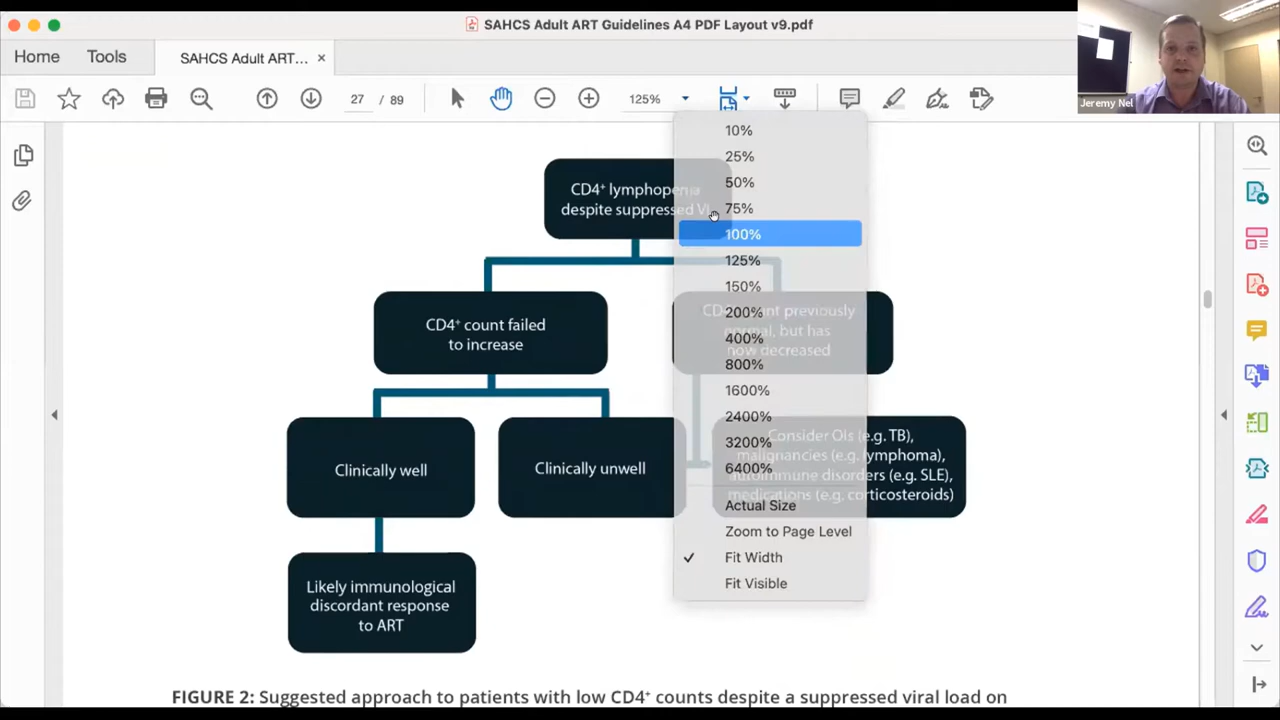 SAHCS Adult ART Guidelines A4 PDF Layout v9.pdf
Home
Tools
SAHCS Adult ART...
27 / 89
125%
Jeremy Nel
CD4⁺ lymphopenia
despite suppressed
10%
25%
50%
75%
100%
125%
150%
200%
400%
800%
1600%
2400%
3200%
6400%
Actual Size
Zoom to Page Level
Fit Width
Fit Visible
CD4⁺ count failed
to increase
count previously
normal, but has
now decreased
Clinically well
Clinically unwell
Consider OIs (e.g. TB),
malignancies (e.g. lymphoma),
autoimmune disorders (e.g. SLE),
medications (e.g. corticosteroids)
Likely immunological
discordant response
to ART
FIGURE 2: Suggested approach to patients with low CD4⁺ counts despite a suppressed viral load on